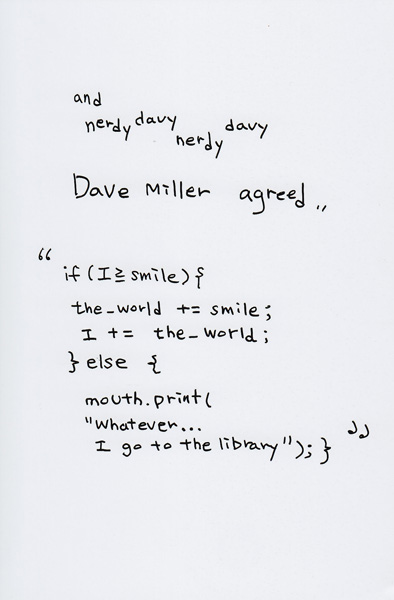 and
nerdy davy
nerdy davy
Dave Miller agreed,,
“
if (I ≧ smile) {
the_world += smile;
I += the_world;
} else {
mouth.print(
"whatever...
I go to the library"); } ”